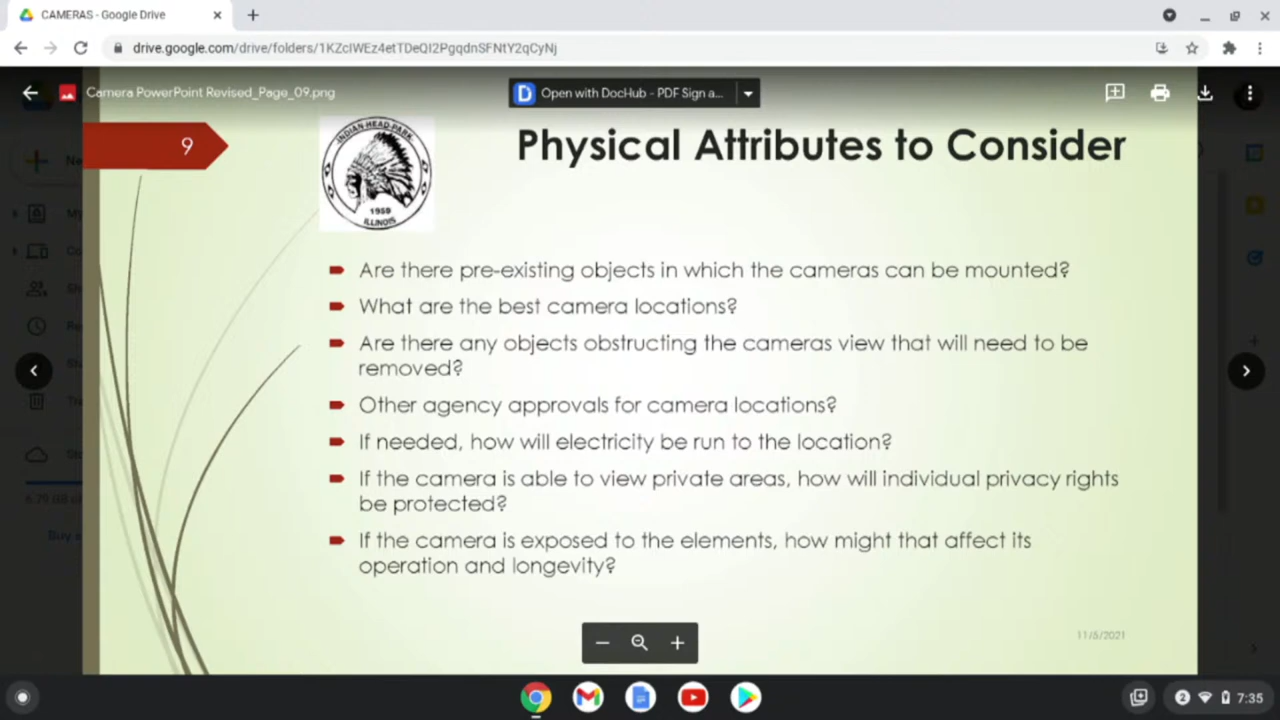 CAMERAS - Google Drive
drive.google.com/drive/folders/1KZcIWEz4etTDeQI2PgqdnSFNtY2qCyNj
Camera PowerPoint Revised_Page_09.png
Open with DocHub - PDF Sign a...
9
INDIAN HEAD PARK
1959
ILLINOIS
Physical Attributes to Consider
Are there pre-existing objects in which the cameras can be mounted?
What are the best camera locations?
Are there any objects obstructing the cameras view that will need to be
removed?
Other agency approvals for camera locations?
If needed, how will electricity be run to the location?
If the camera is able to view private areas, how will individual privacy rights
be protected?
If the camera is exposed to the elements, how might that affect its
operation and longevity?
11/5/2021
2
7:35